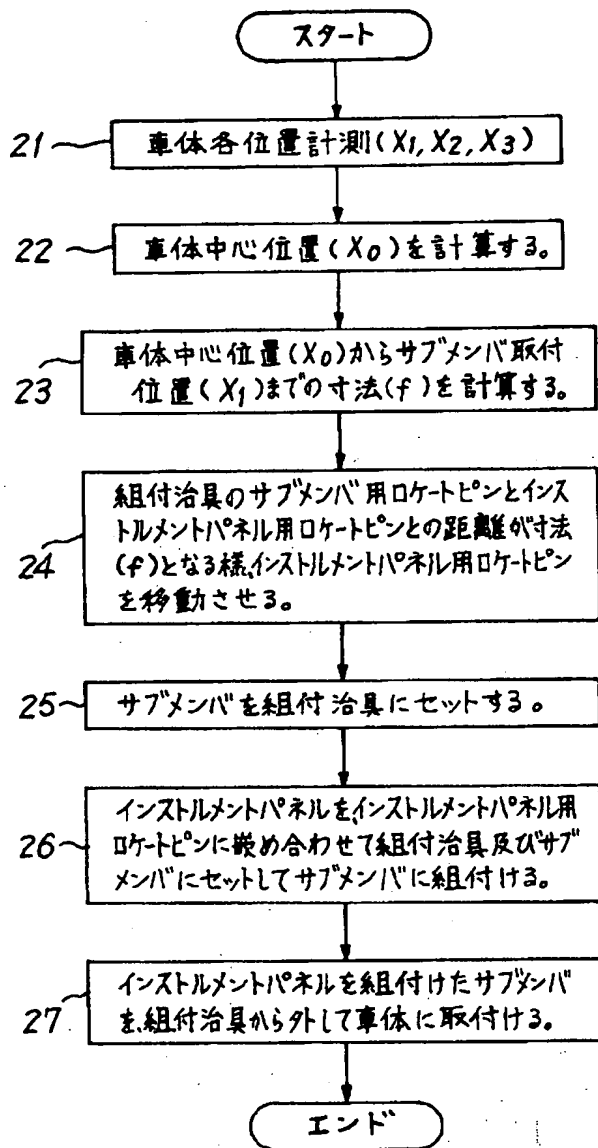 スタート
21
車体各位置計測(X1,X2,X3)
22
車体中心位置(X0)を計算する。
23
車体中心位置(X0)からサブメンバ取付
位置(X1)までの寸法(f)を計算する。
24
組付治具のサブメンバ用ロケートピンとインス
トルメントパネル用ロケートピンとの距離が寸法
(f)となる様、インストルメントパネル用ロケートピン
を移動させる。
25
サブメンバを組付治具にセットする。
26
インストルメントパネルを、インストルメントパネル用
ロケートピンに嵌め合わせて組付治具及びサブ
メンバにセットしてサブメンバに組付ける。
27
インストルメントパネルを組付けたサブメンバ
を、組付治具から外して車体に取付ける。
エンド